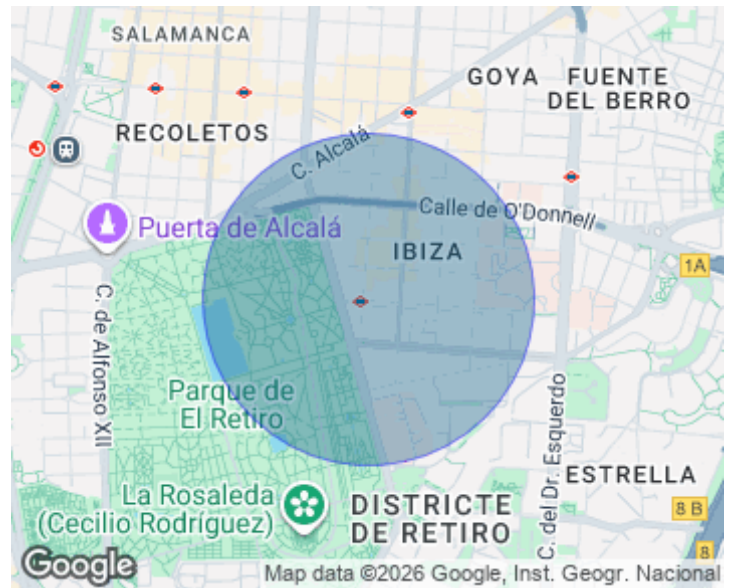 SALAMANCA
GOYA
FUENTE
DEL BERRO
RECOLETOS
C. Alcalá
Calle de O'Donnell
Puerta de Alcalá
IBIZA
1A
C. de Alfonso XII
Parque de
El Retiro
C. del Dr. Esquerdo
ESTRELLA
La Rosaleda
(Cecilio Rodríguez)
DISTRICTE
DE RETIRO
8 B
8
Google
Map data ©2026 Google, Inst. Geogr. Nacional